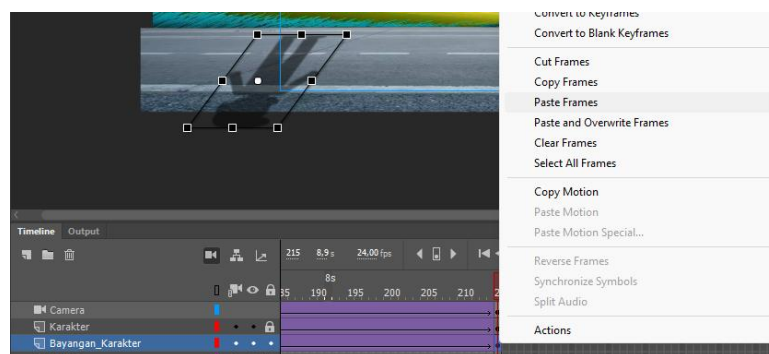 Convert to Keyframes
Convert to Blank Keyframes
Cut Frames
Copy Frames
Paste Frames
Paste and Overwrite Frames
Clear Frames
Select All Frames
Copy Motion
Paste Motion
Paste Motion Special...
Reverse Frames
Synchronize Symbols
Split Audio
Actions
Timeline Output
215 8,9 s 24,00 fps
8s
190 195 200 205 210
Camera
Karakter
Bayangan_Karakter